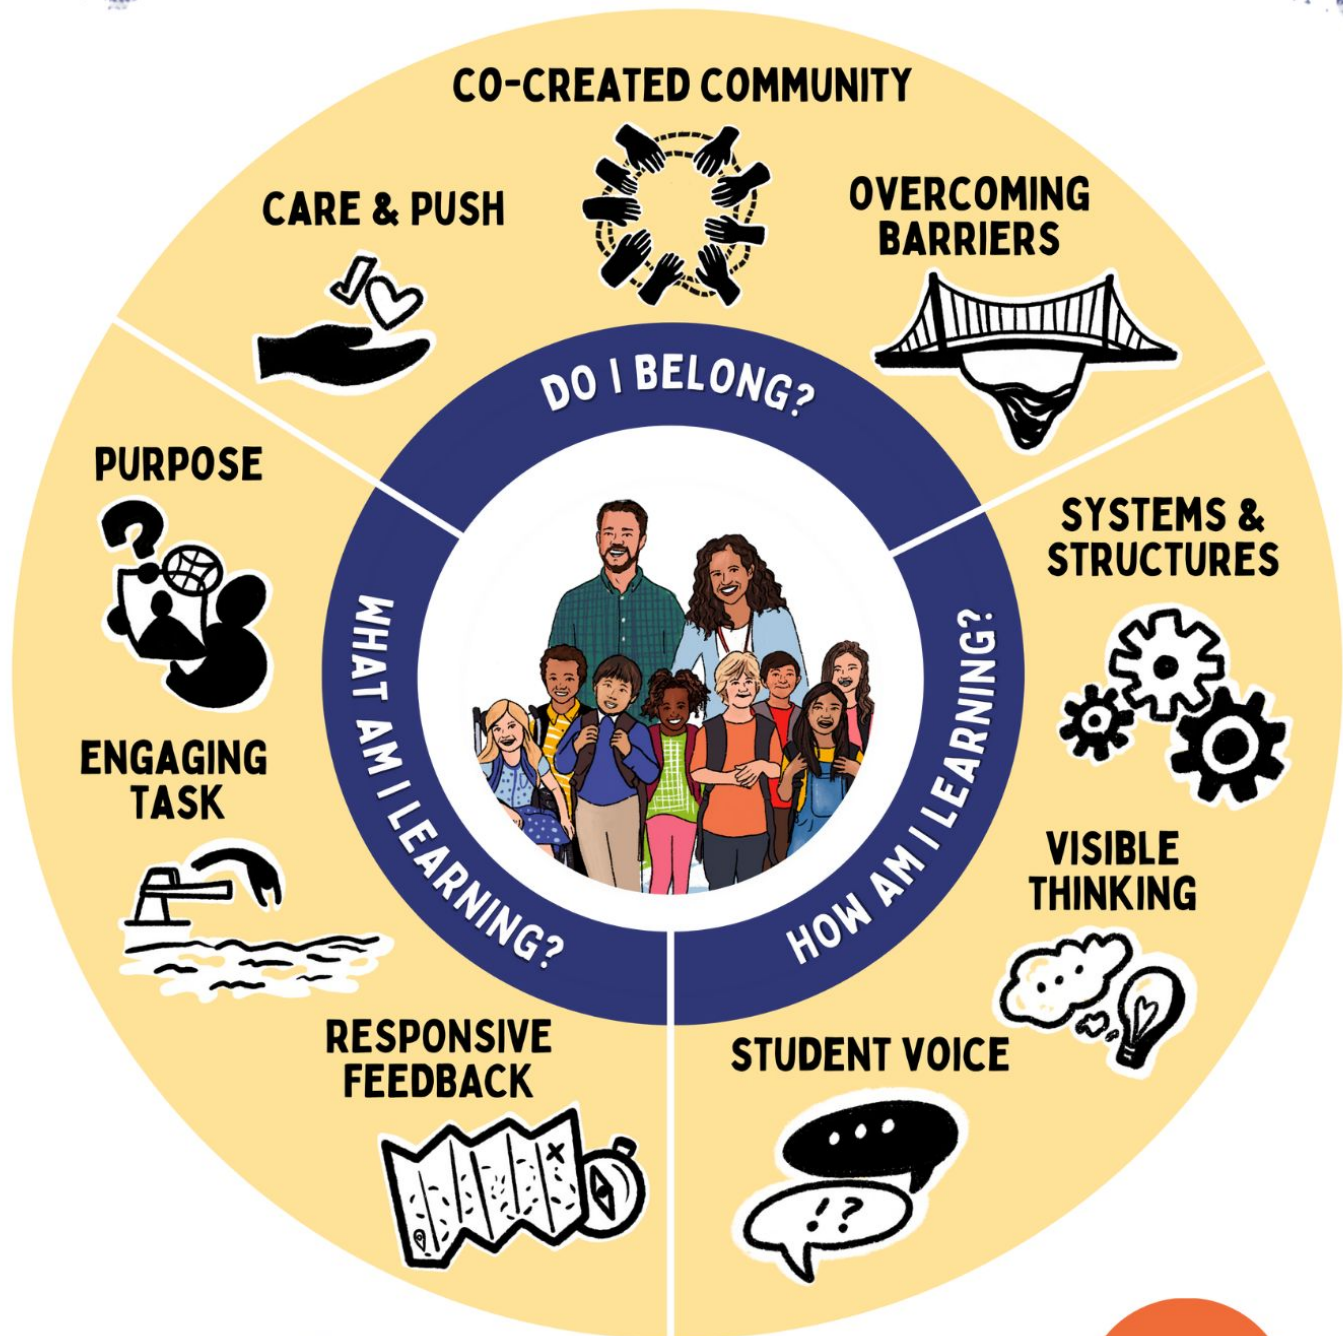 CO-CREATED COMMUNITY
CARE & PUSH
OVERCOMING
BARRIERS
DO I BELONG?
PURPOSE
SYSTEMS &
STRUCTURES
WHAT AM I LEARNING?
HOW AM I LEARNING?
ENGAGING
TASK
VISIBLE
THINKING
RESPONSIVE
FEEDBACK
STUDENT VOICE
!?